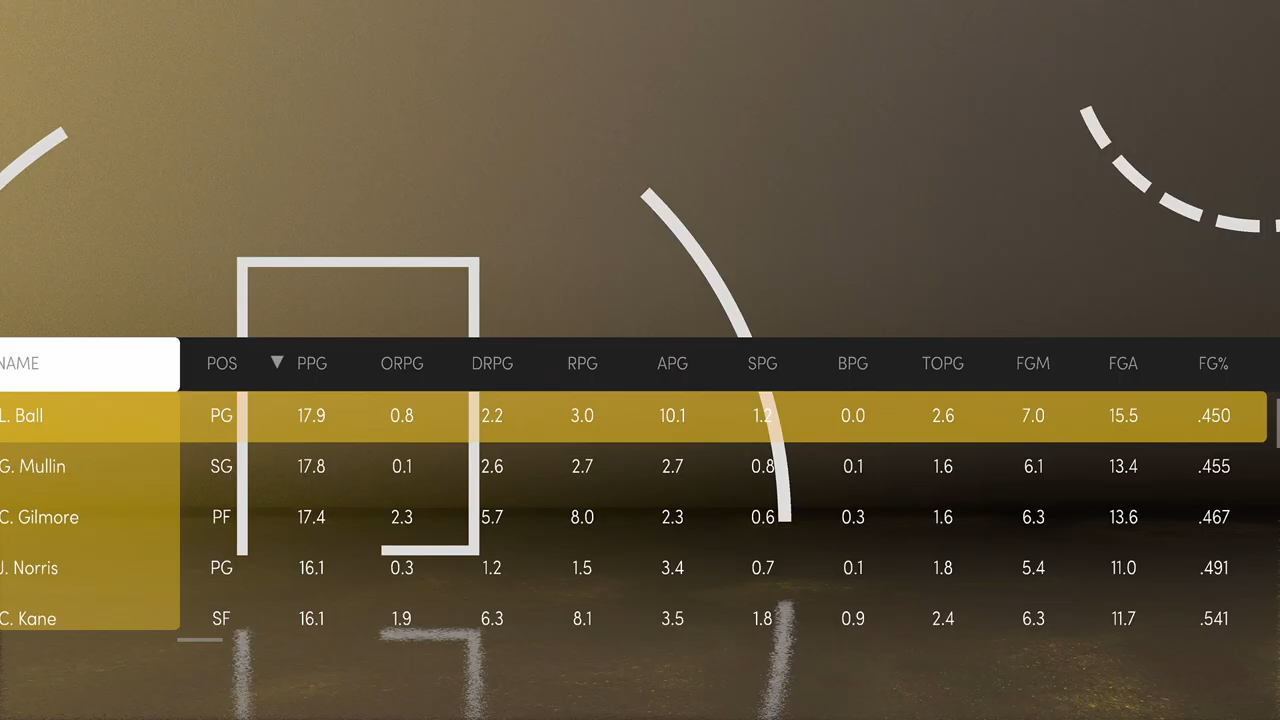 NAME POS ▼ PPG ORPG DRPG RPG APG SPG BPG TOPG FGM FGA FG%
L. Ball PG 17.9 0.8 2.2 3.0 10.1 1.2 0.0 2.6 7.0 15.5 .450
G. Mullin SG 17.8 0.1 2.6 2.7 2.7 0.8 0.1 1.6 6.1 13.4 .455
C. Gilmore PF 17.4 2.3 5.7 8.0 2.3 0.6 0.3 1.6 6.3 13.6 .467
J. Norris PG 16.1 0.3 1.2 1.5 3.4 0.7 0.1 1.8 5.4 11.0 .491
C. Kane SF 16.1 1.9 6.3 8.1 3.5 1.8 0.9 2.4 6.3 11.7 .541